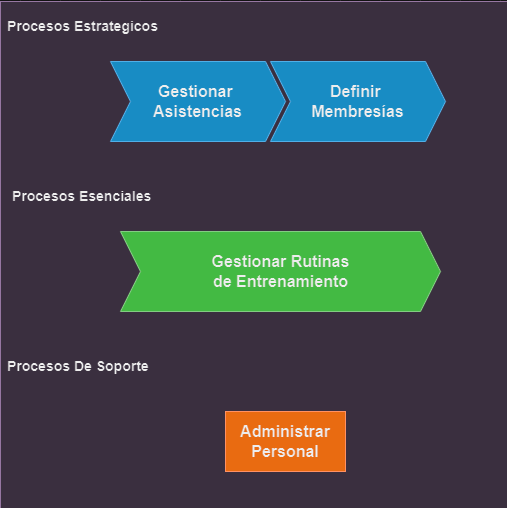 Procesos Estrategicos
Gestionar
Asistencias
Definir
Membresías
Procesos Esenciales
Gestionar Rutinas
de Entrenamiento
Procesos De Soporte
Administrar
Personal